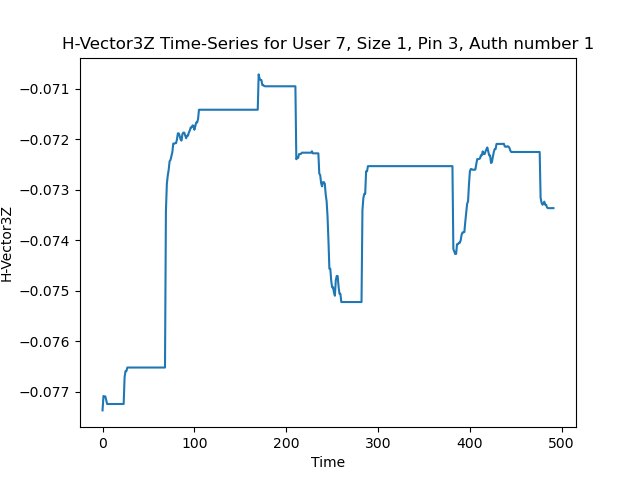 H-Vector3Z Time-Series for User 7, Size 1, Pin 3, Auth number 1
H-Vector3Z
−0.071
−0.072
−0.073
−0.074
−0.075
−0.076
−0.077
0 100 200 300 400 500
Time